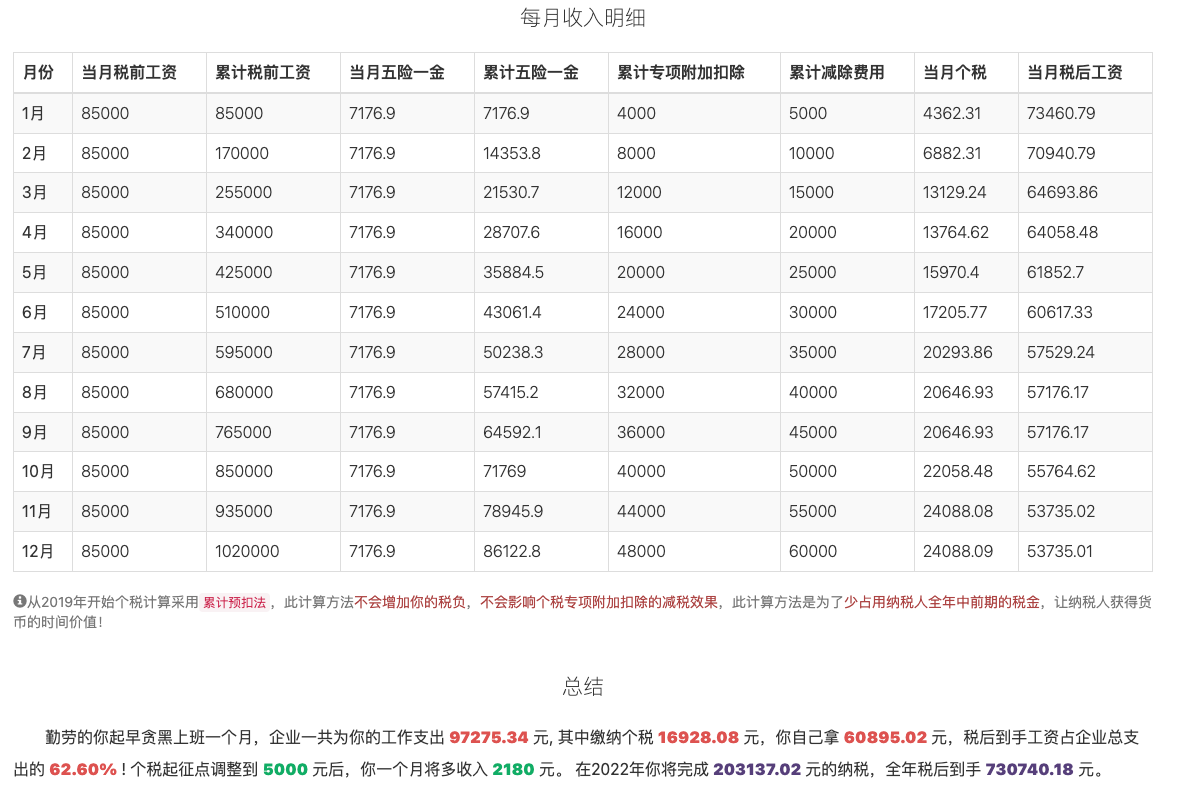 每月收入明细
月份 当月税前工资 累计税前工资 当月五险一金 累计五险一金 累计专项附加扣除 累计减除费用 当月个税 当月税后工资
1月 85000 85000 7176.9 7176.9 4000 5000 4362.31 73460.79
2月 85000 170000 7176.9 14353.8 8000 10000 6882.31 70940.79
3月 85000 255000 7176.9 21530.7 12000 15000 13129.24 64693.86
4月 85000 340000 7176.9 28707.6 16000 20000 13764.62 64058.48
5月 85000 425000 7176.9 35884.5 20000 25000 15970.4 61852.7
6月 85000 510000 7176.9 43061.4 24000 30000 17205.77 60617.33
7月 85000 595000 7176.9 50238.3 28000 35000 20293.86 57529.24
8月 85000 680000 7176.9 57415.2 32000 40000 20646.93 57176.17
9月 85000 765000 7176.9 64592.1 36000 45000 20646.93 57176.17
10月 85000 850000 7176.9 71769 40000 50000 22058.48 55764.62
11月 85000 935000 7176.9 78945.9 44000 55000 24088.08 53735.02
12月 85000 1020000 7176.9 86122.8 48000 60000 24088.09 53735.01
从2019年开始个税计算采用 累计预扣法，此计算方法不会增加你的税负，不会影响个税专项附加扣除的减税效果，此计算方法是为了少占用纳税人全年中前期的税金，让纳税人获得货
币的时间价值！
总结
勤劳的你起早贪黑上班一个月，企业一共为你的工作支出 97275.34 元, 其中缴纳个税 16928.08 元，你自己拿 60895.02 元，税后到手工资占企业总支
出的 62.60% ! 个税起征点调整到 5000 元后，你一个月将多收入 2180 元。 在2022年你将完成 203137.02 元的纳税，全年税后到手 730740.18 元。